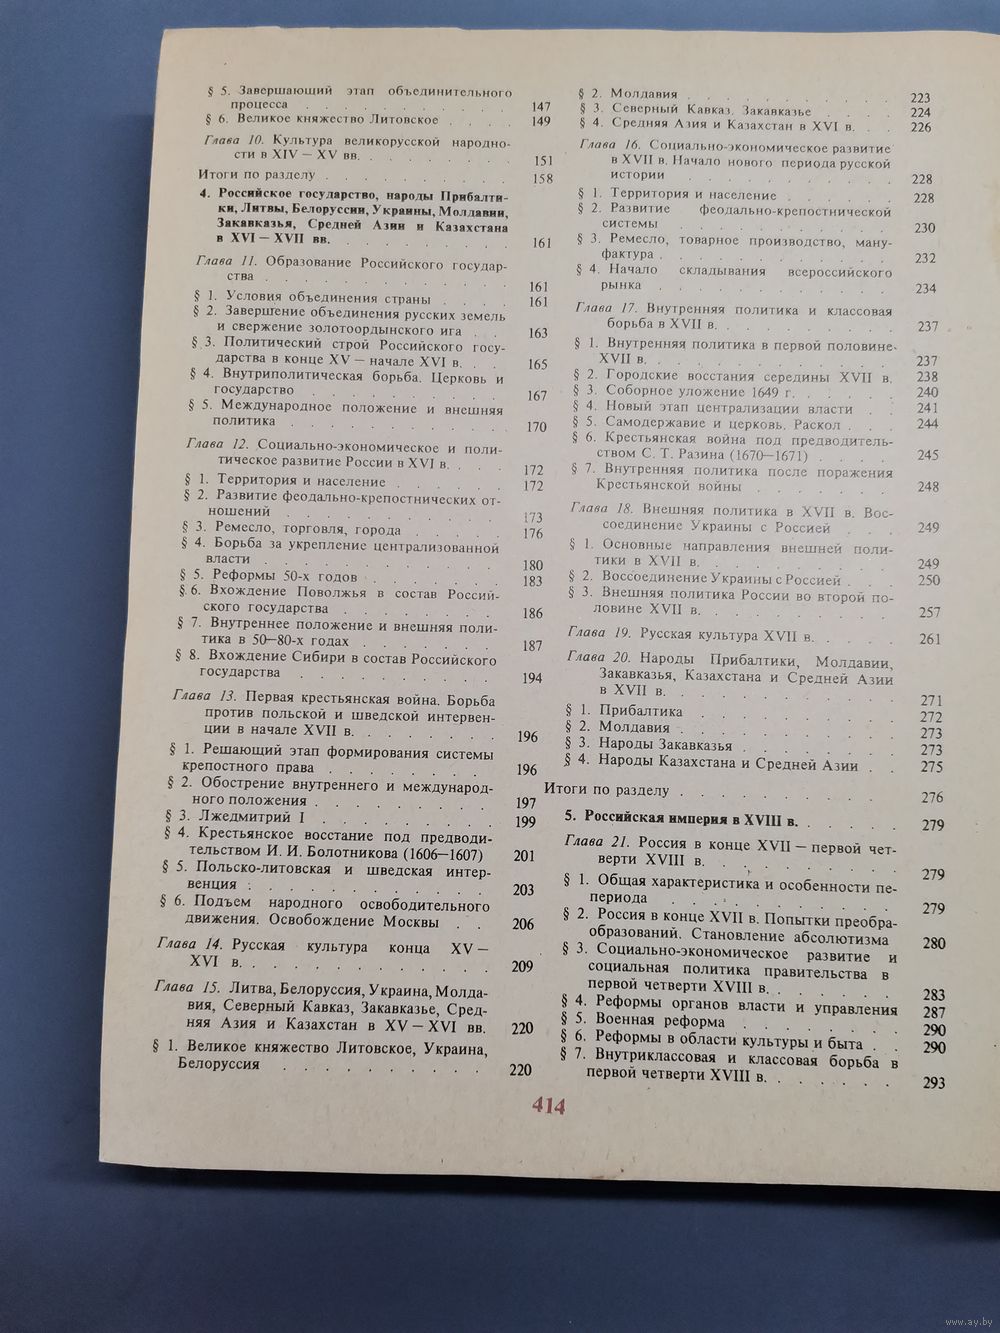 § 5. Завершающий этап объединительного
процесса . . . . . . . . . . 147
§ 6. Великое княжество Литовское . . . . 149
Глава 10. Культура великорусской народно-
сти в XIV — XV вв. . . . . . . . . . 151
Итоги по разделу . . . . . . . . . . 158
4. Российское государство, народы Прибалти-
ки, Литвы, Белоруссии, Украины, Молдавии,
Закавказья, Средней Азии и Казахстана
в XVI — XVII вв. . . . . . . . . . 161
Глава 11. Образование Российского государ-
ства . . . . . . . . . . . 161
§ 1. Условия объединения страны . . . . 161
§ 2. Завершение объединения русских земель
и свержение золотоордынского ига . . . 163
§ 3. Политический строй Российского госу-
дарства в конце XV — начале XVI в. . . . 165
§ 4. Внутриполитическая борьба. Церковь и
государство . . . . . . . . . . 167
§ 5. Международное положение и внешняя
политика . . . . . . . . . . . 170
Глава 12. Социально-экономическое и поли-
тическое развитие России в XVI в. . . . 172
§ 1. Территория и население . . . . . . 172
§ 2. Развитие феодально-крепостнических от-
ношений . . . . . . . . . . . 173
§ 3. Ремесло, торговля, города . . . . . 176
§ 4. Борьба за укрепление централизованной
власти . . . . . . . . . . . 180
§ 5. Реформы 50-х годов . . . . . . . 183
§ 6. Вхождение Поволжья в состав Россий-
ского государства . . . . . . . . 186
§ 7. Внутреннее положение и внешняя поли-
тика в 50—80-х годах . . . . . . . 187
§ 8. Вхождение Сибири в состав Российского
государства . . . . . . . . . . 194
Глава 13. Первая крестьянская война. Борьба
против польской и шведской интервен-
ции в начале XVII в. . . . . . . . 196
§ 1. Решающий этап формирования системы
крепостного права . . . . . . . . 196
§ 2. Обострение внутреннего и международ-
ного положения . . . . . . . . . 197
§ 3. Лжедмитрий I . . . . . . . . . 199
§ 4. Крестьянское восстание под предводи-
тельством И. И. Болотникова (1606—1607) 201
§ 5. Польско-литовская и шведская интер-
венция . . . . . . . . . . . 203
§ 6. Подъем народного освободительного
движения. Освобождение Москвы . . 206
Глава 14. Русская культура конца XV —
XVI в. . . . . . . . . . . . 209
Глава 15. Литва, Белоруссия, Украина, Молда-
вия, Северный Кавказ, Закавказье, Сред-
няя Азия и Казахстан в XV — XVI вв. 220
§ 1. Великое княжество Литовское, Украина,
Белоруссия . . . . . . . . . . 220
§ 2. Молдавия . . . . . . . . . . 223
§ 3. Северный Кавказ. Закавказье . . . . 224
§ 4. Средняя Азия и Казахстан в XVI в. . . 226
Глава 16. Социально-экономическое развитие
в XVII в. Начало нового периода русской
истории . . . . . . . . . . . 228
§ 1. Территория и население . . . . . . 228
§ 2. Развитие феодально-крепостнической
системы . . . . . . . . . . . 230
§ 3. Ремесло, товарное производство, ману-
фактура . . . . . . . . . . . 232
§ 4. Начало складывания всероссийского
рынка . . . . . . . . . . . 234
Глава 17. Внутренняя политика и классовая
борьба в XVII в. . . . . . . . . . 237
§ 1. Внутренняя политика в первой половине
XVII в. . . . . . . . . . . . 237
§ 2. Городские восстания середины XVII в. 238
§ 3. Соборное уложение 1649 г. . . . . . 240
§ 4. Новый этап централизации власти . . 241
§ 5. Самодержавие и церковь. Раскол . . . 244
§ 6. Крестьянская война под предводитель-
ством С. Т. Разина (1670—1671) . . . . 245
§ 7. Внутренняя политика после поражения
Крестьянской войны . . . . . . . 248
Глава 18. Внешняя политика в XVII в. Вос-
соединение Украины с Россией . . . 249
§ 1. Основные направления внешней поли-
тики в XVII в. . . . . . . . . . 249
§ 2. Воссоединение Украины с Россией . . . 250
§ 3. Внешняя политика России во второй по-
ловине XVII в. . . . . . . . . . 257
Глава 19. Русская культура XVII в. . . . . 261
Глава 20. Народы Прибалтики, Молдавии,
Закавказья, Казахстана и Средней Азии
в XVII в. . . . . . . . . . . 271
§ 1. Прибалтика . . . . . . . . . 272
§ 2. Молдавия . . . . . . . . . . 273
§ 3. Народы Закавказья . . . . . . . 273
§ 4. Народы Казахстана и Средней Азии . . 275
Итоги по разделу . . . . . . . . . . 276
5. Российская империя в XVIII в. . . . . . 279
Глава 21. Россия в конце XVII — первой чет-
верти XVIII в. . . . . . . . . . 279
§ 1. Общая характеристика и особенности пе-
периода . . . . . . . . . . . 279
§ 2. Россия в конце XVII в. Попытки преобра-
образований. Становление абсолютизма 280
§ 3. Социально-экономическое развитие и
социальная политика правительства в
первой четверти XVIII в. . . . . . . 283
§ 4. Реформы органов власти и управления 287
§ 5. Военная реформа . . . . . . . . 290
§ 6. Реформы в области культуры и быта . . 290
§ 7. Внутриклассовая и классовая борьба в
первой четверти XVIII в. . . . . . . 293
414
www.ay.by